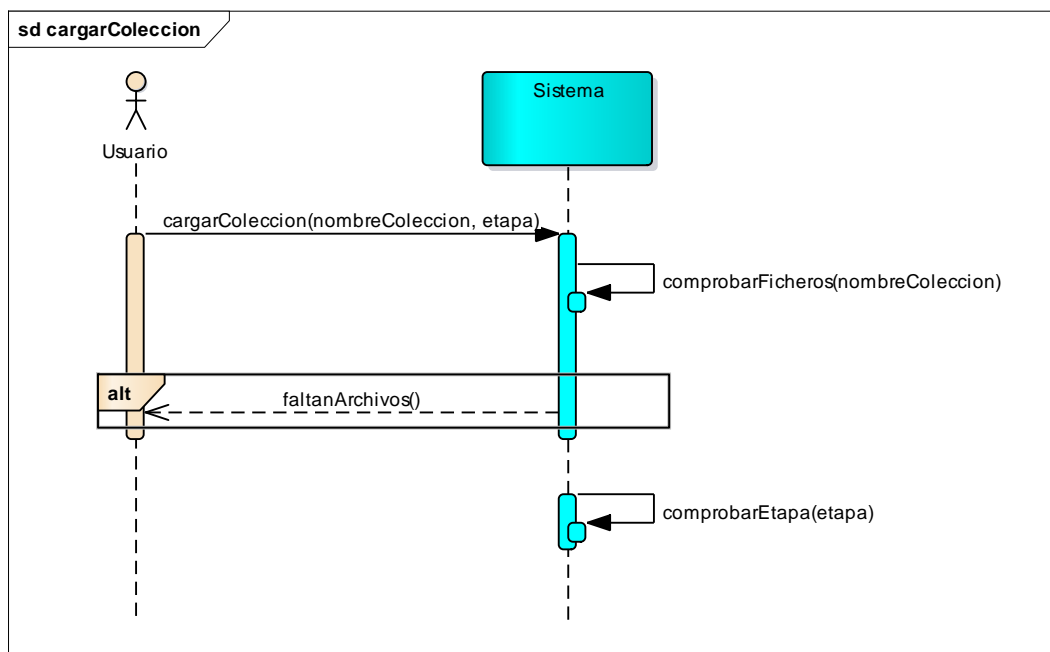 sd cargarColeccion
Usuario
Sistema
cargarColeccion(nombreColeccion, etapa)
comprobarFicheros(nombreColeccion)
alt
faltanArchivos()
comprobarEtapa(etapa)